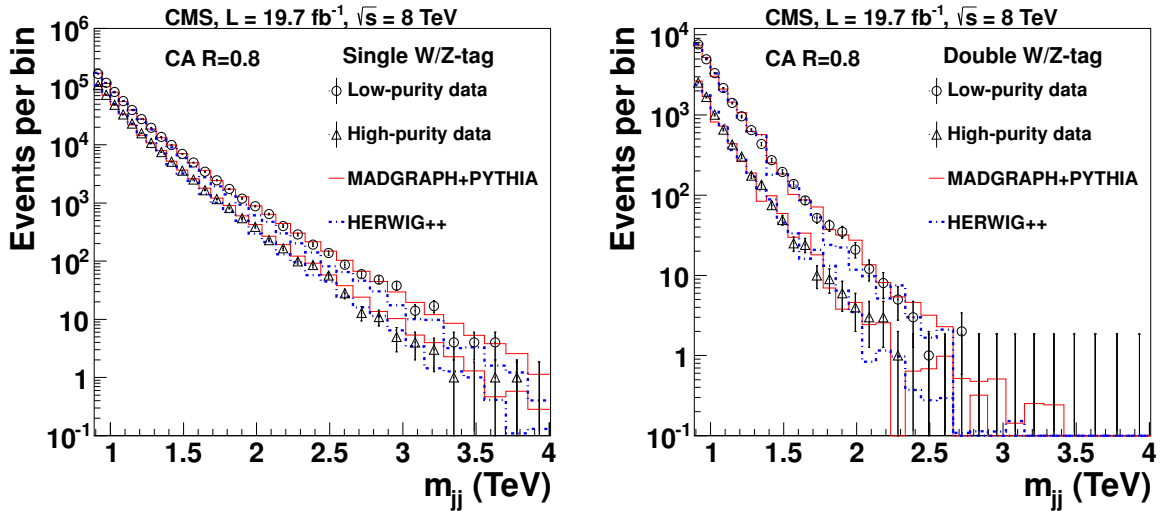 CMS, L = 19.7 fb⁻¹, √s = 8 TeV
Events per bin
10⁶
10⁵
10⁴
10³
10²
10
1
10⁻¹
CA R=0.8
Single W/Z-tag
Low-purity data
High-purity data
MADGRAPH+PYTHIA
HERWIG++
1 1.5 2 2.5 3 3.5 4
m_jj (TeV)
CMS, L = 19.7 fb⁻¹, √s = 8 TeV
Events per bin
10⁴
10³
10²
10
1
10⁻¹
CA R=0.8
Double W/Z-tag
Low-purity data
High-purity data
MADGRAPH+PYTHIA
HERWIG++
1 1.5 2 2.5 3 3.5 4
m_jj (TeV)